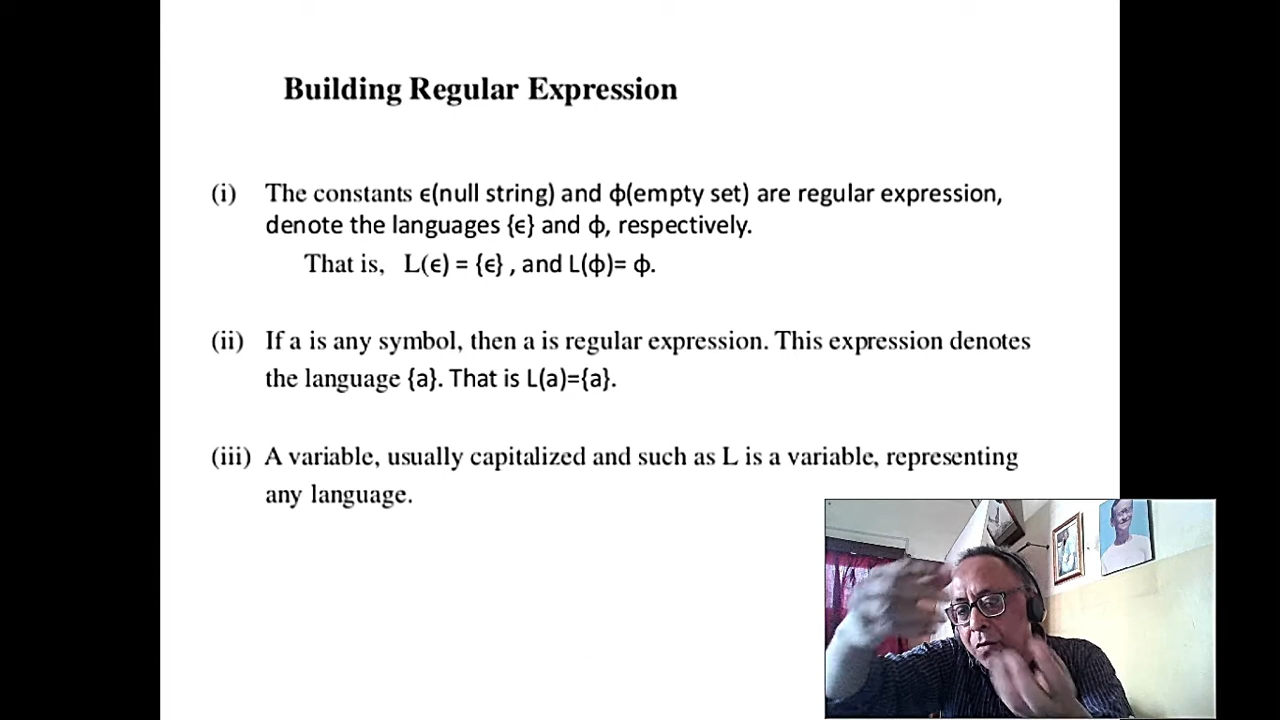 Building Regular Expression
(i) The constants ϵ(null string) and ϕ(empty set) are regular expression,
denote the languages {ϵ} and ϕ, respectively.
That is, L(ϵ) = {ϵ} , and L(ϕ)= ϕ.
(ii) If a is any symbol, then a is regular expression. This expression denotes
the language {a}. That is L(a)={a}.
(iii) A variable, usually capitalized and such as L is a variable, representing
any language.